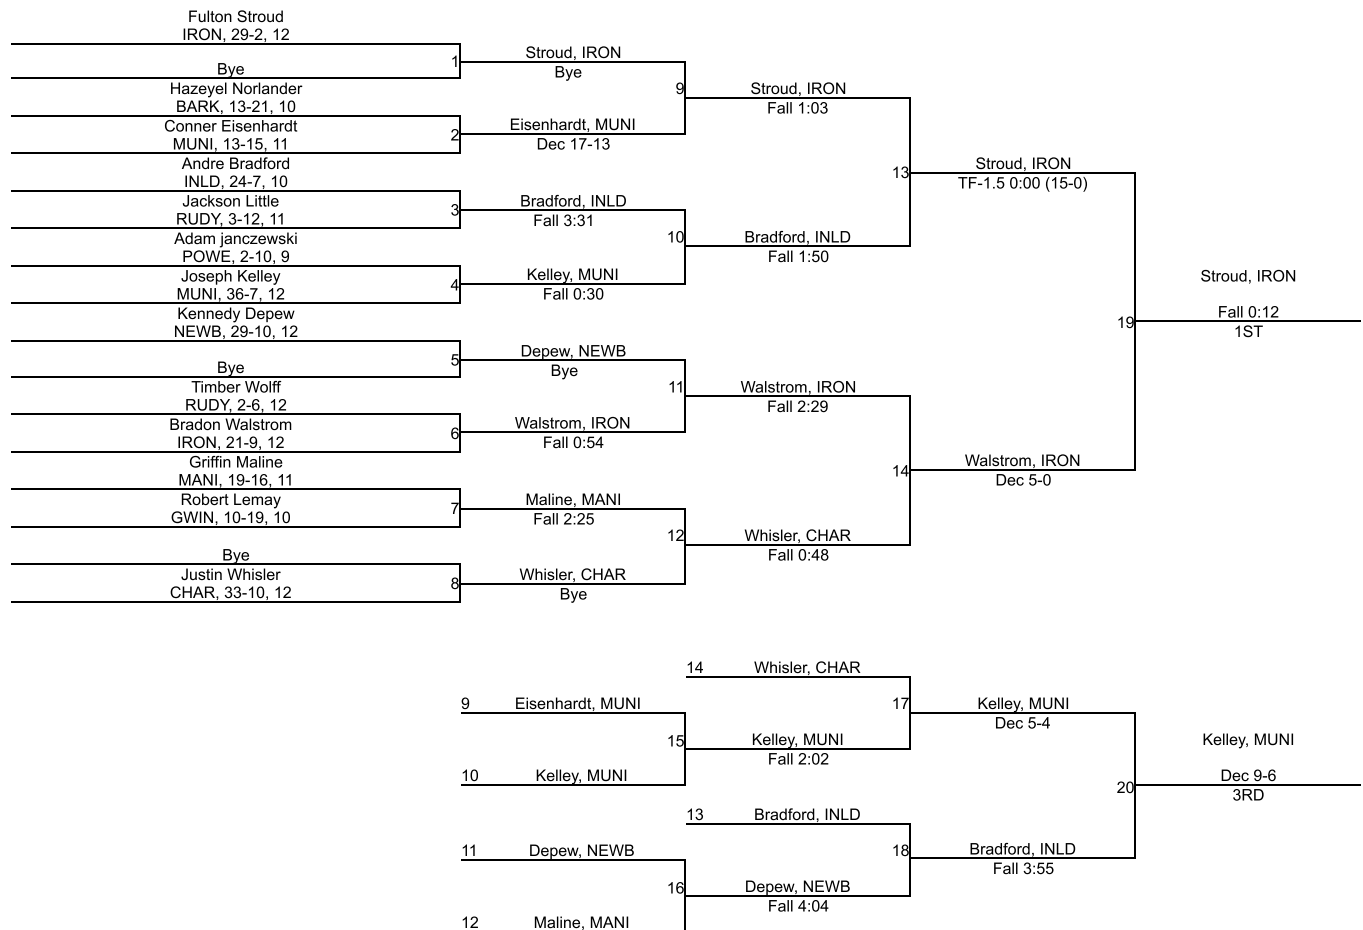 Fulton Stroud
IRON, 29-2, 12
Bye
Hazeyel Norlander
BARK, 13-21, 10
Conner Eisenhardt
MUNI, 13-15, 11
Andre Bradford
INLD, 24-7, 10
Jackson Little
RUDY, 3-12, 11
Adam janczewski
POWE, 2-10, 9
Joseph Kelley
MUNI, 36-7, 12
Kennedy Depew
NEWB, 29-10, 12
Bye
Timber Wolff
RUDY, 2-6, 12
Bradon Walstrom
IRON, 21-9, 12
Griffin Maline
MANI, 19-16, 11
Robert Lemay
GWIN, 10-19, 10
Bye
Justin Whisler
CHAR, 33-10, 12
1
2
3
4
5
6
7
8
Stroud, IRON
Bye
Eisenhardt, MUNI
Dec 17-13
Bradford, INLD
Fall 3:31
Kelley, MUNI
Fall 0:30
Depew, NEWB
Bye
Walstrom, IRON
Fall 0:54
Maline, MANI
Fall 2:25
Whisler, CHAR
Bye
9
10
11
12
Stroud, IRON
Fall 1:03
Bradford, INLD
Fall 1:50
Walstrom, IRON
Fall 2:29
Whisler, CHAR
Fall 0:48
13
14
Stroud, IRON
TF-1.5 0:00 (15-0)
Walstrom, IRON
Dec 5-0
19
Stroud, IRON
Fall 0:12
1ST
9 Eisenhardt, MUNI
10 Kelley, MUNI
11 Depew, NEWB
12 Maline, MANI
15
16
14 Whisler, CHAR
Kelley, MUNI
Fall 2:02
13 Bradford, INLD
Depew, NEWB
Fall 4:04
17
18
Kelley, MUNI
Dec 5-4
Bradford, INLD
Fall 3:55
20
Kelley, MUNI
Dec 9-6
3RD